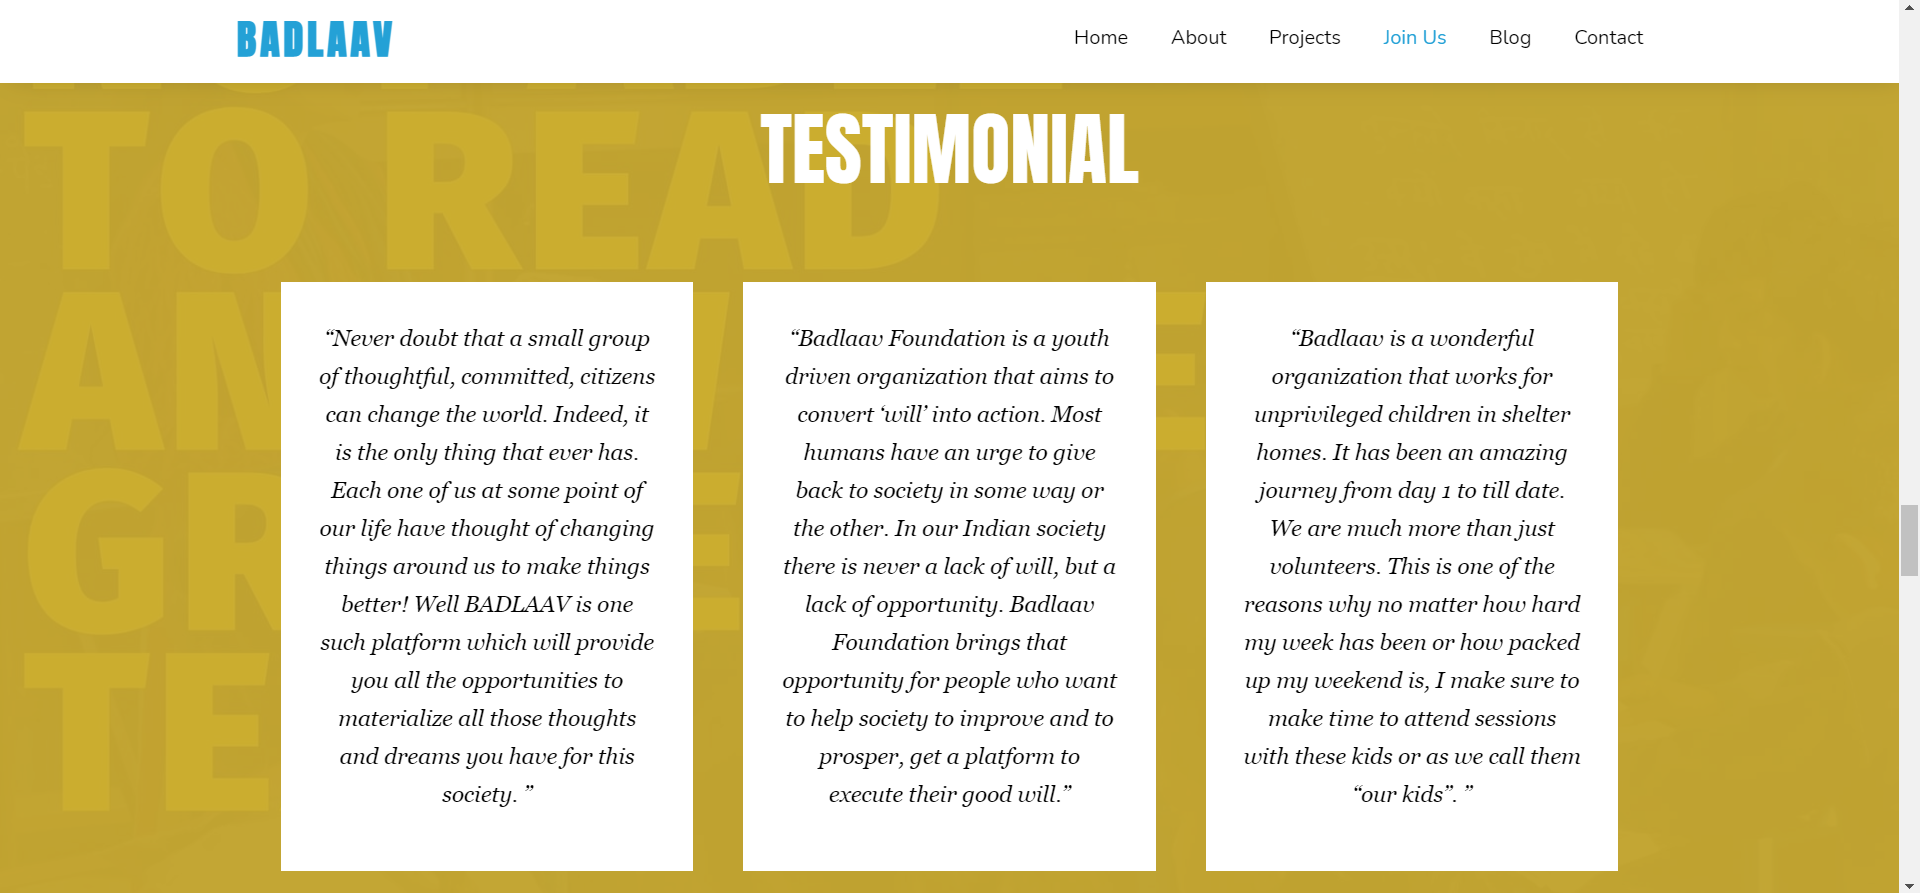 BADLAAV
Home About Projects Join Us Blog Contact
TO READ
TESTIMONIAL
“Never doubt that a small group
of thoughtful, committed, citizens
can change the world. Indeed, it
is the only thing that ever has.
Each one of us at some point of
our life have thought of changing
things around us to make things
better! Well BADLAAV is one
such platform which will provide
you all the opportunities to
materialize all those thoughts
and dreams you have for this
society. ”
“Badlaav Foundation is a youth
driven organization that aims to
convert ‘will’ into action. Most
humans have an urge to give
back to society in some way or
the other. In our Indian society
there is never a lack of will, but a
lack of opportunity. Badlaav
Foundation brings that
opportunity for people who want
to help society to improve and to
prosper, get a platform to
execute their good will.”
“Badlaav is a wonderful
organization that works for
unprivileged children in shelter
homes. It has been an amazing
journey from day 1 to till date.
We are much more than just
volunteers. This is one of the
reasons why no matter how hard
my week has been or how packed
up my weekend is, I make sure to
make time to attend sessions
with these kids or as we call them
“our kids”. ”